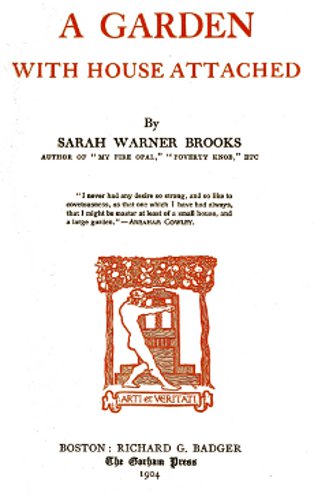 A GARDEN
WITH HOUSE ATTACHED
By
SARAH WARNER BROOKS
AUTHOR OF "MY FIRE OPAL," "POVERTY KNOB," ETC
"I never had any desire so strong, and so like to
covetousness, as that one which I have had always,
that I might be master at least of a small house, and
a large garden."—ABRAHAM COWLEY.
ARTI et VERITATI
BOSTON: RICHARD G. BADGER
The Gorham Press
1904